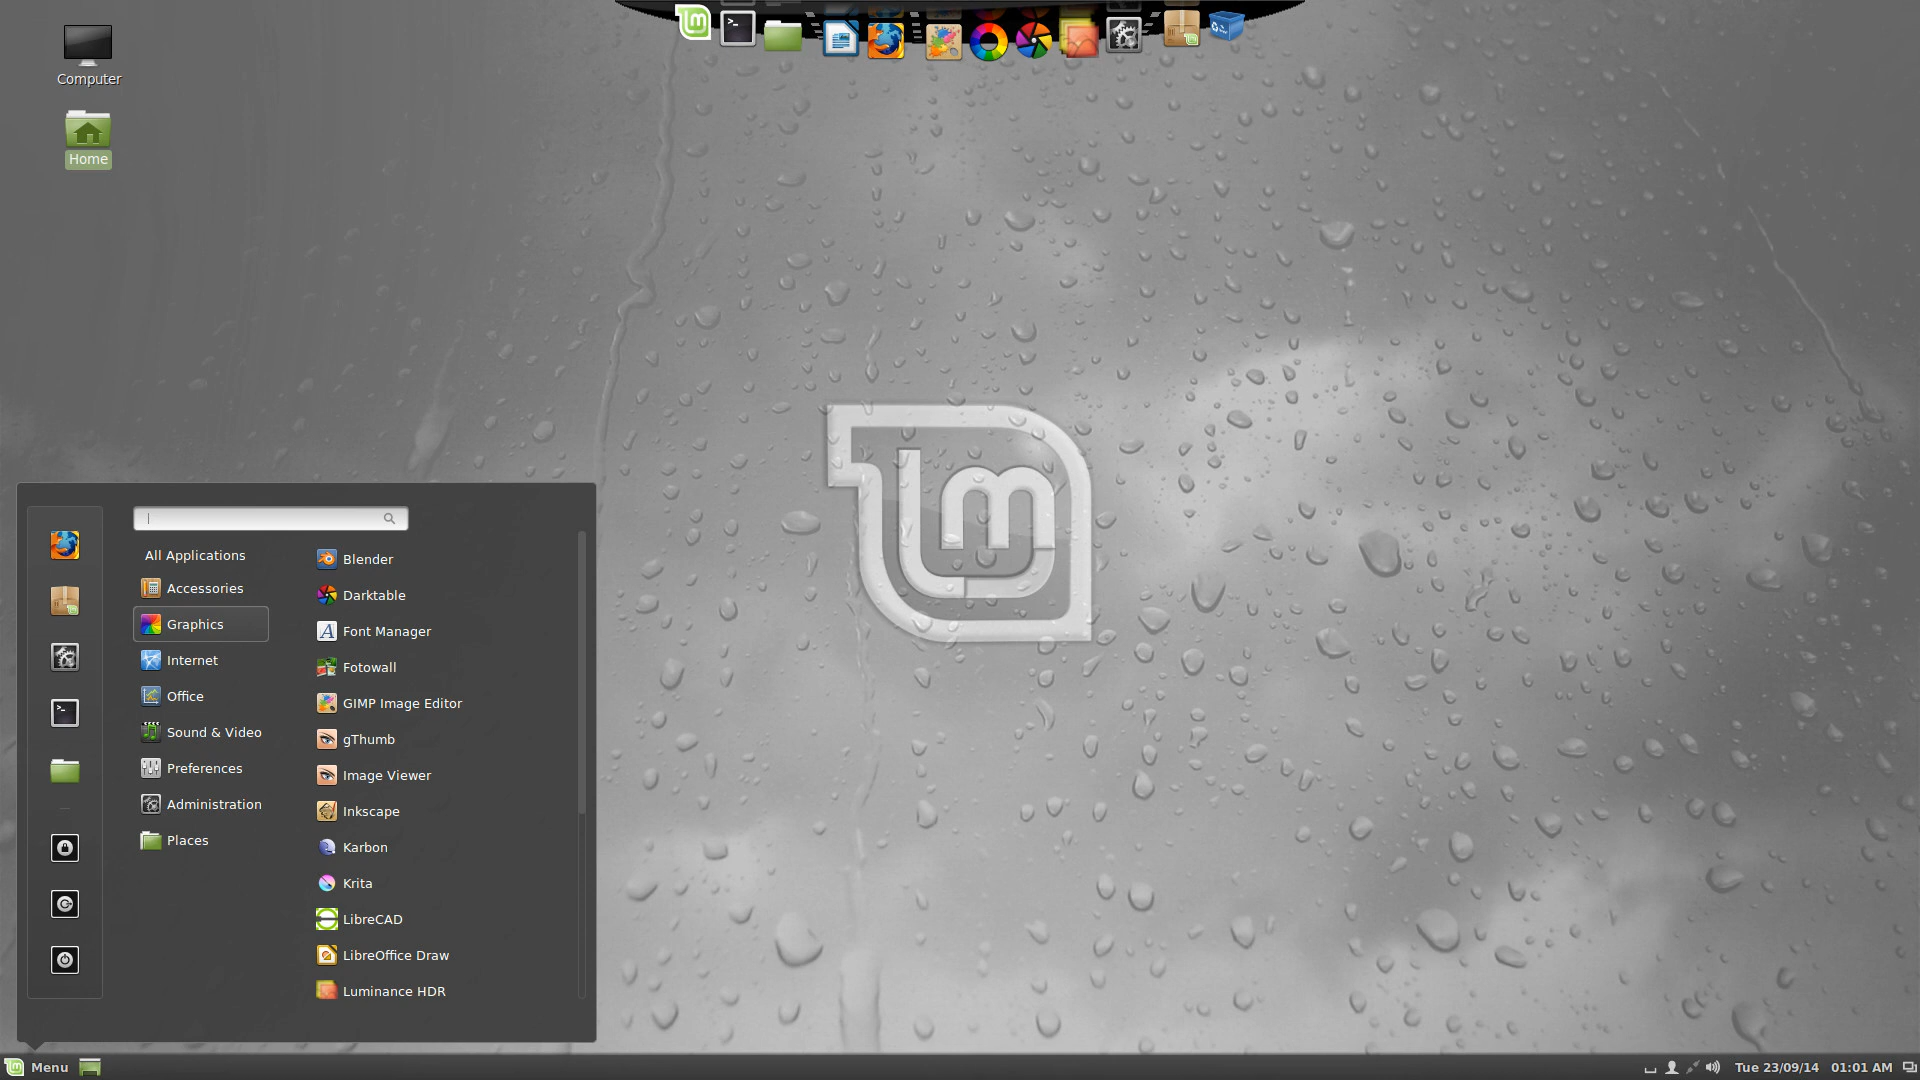 Computer
Home
All Applications
Accessories
Graphics
Internet
Office
Sound & Video
Preferences
Administration
Places
Blender
Darktable
Font Manager
Fotowall
GIMP Image Editor
gThumb
Image Viewer
Inkscape
Karbon
Krita
LibreCAD
LibreOffice Draw
Luminance HDR
Menu
Tue 23/09/14 01:01 AM